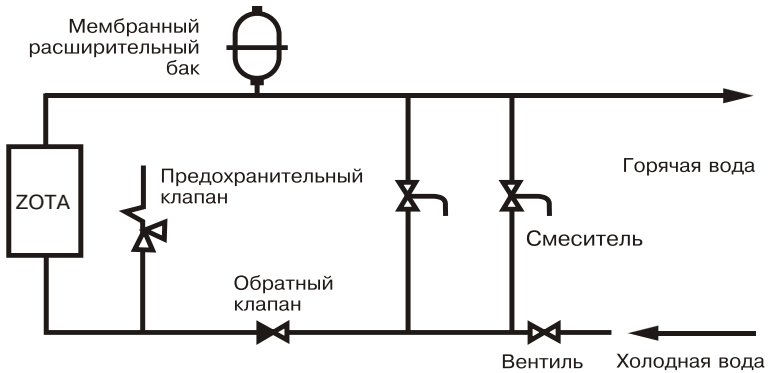 Мембранный
расширительный
бак
Горячая вода
Предохранительный
клапан
ZOTA
Смеситель
Обратный
клапан
Вентиль
Холодная вода